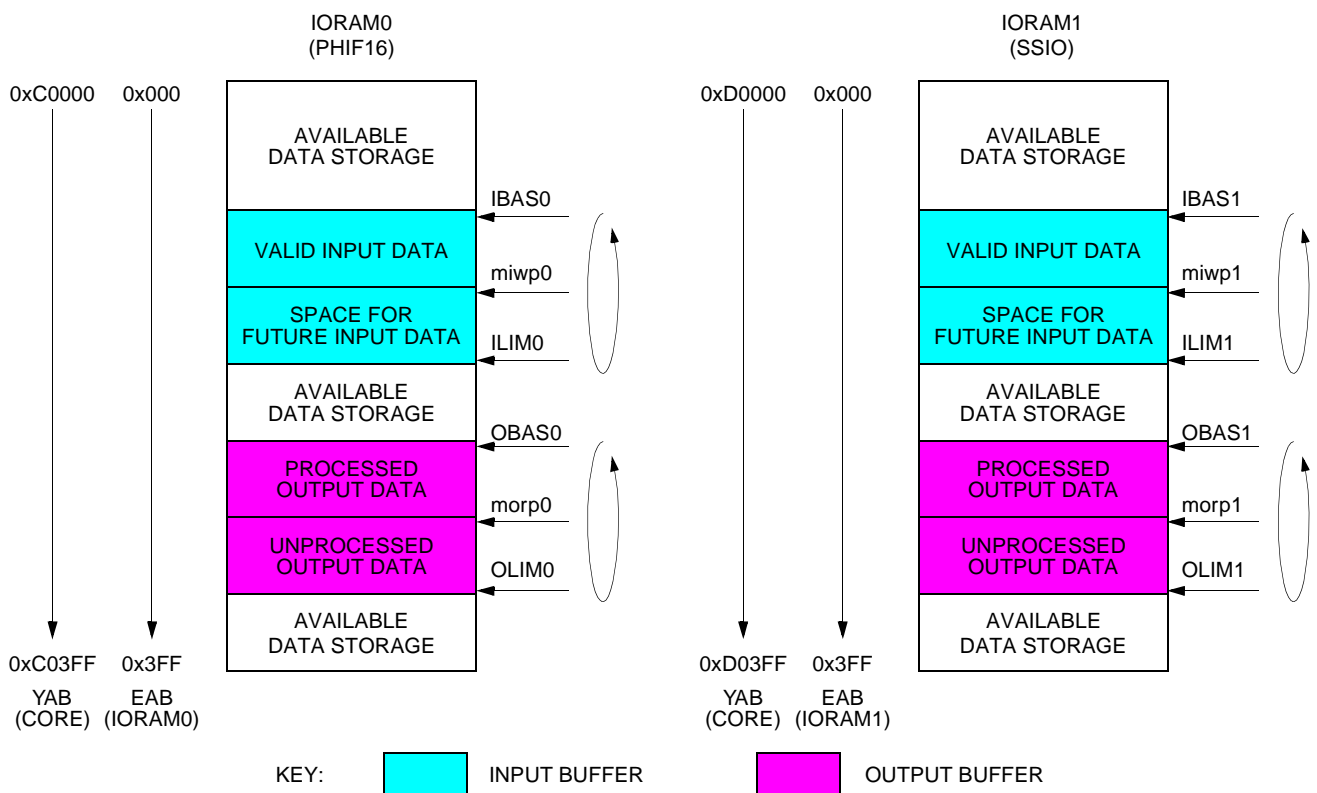 IORAM0
(PHIF16)
0xC0000 0x000
AVAILABLE
DATA STORAGE
IBAS0
VALID INPUT DATA
miwp0
SPACE FOR
FUTURE INPUT DATA
ILIM0
AVAILABLE
DATA STORAGE
OBAS0
PROCESSED
OUTPUT DATA
morp0
UNPROCESSED
OUTPUT DATA
OLIM0
AVAILABLE
DATA STORAGE
0xC03FF 0x3FF
YAB EAB
(CORE) (IORAM0)
IORAM1
(SSIO)
0xD0000 0x000
AVAILABLE
DATA STORAGE
IBAS1
VALID INPUT DATA
miwp1
SPACE FOR
FUTURE INPUT DATA
ILIM1
AVAILABLE
DATA STORAGE
OBAS1
PROCESSED
OUTPUT DATA
morp1
UNPROCESSED
OUTPUT DATA
OLIM1
AVAILABLE
DATA STORAGE
0xD03FF 0x3FF
YAB EAB
(CORE) (IORAM1)
KEY: INPUT BUFFER OUTPUT BUFFER